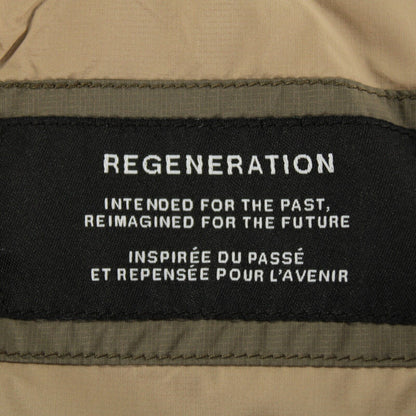 REGENERATION
INTENDED FOR THE PAST,
REIMAGINED FOR THE FUTURE
INSPIRÉE DU PASSÉ
ET REPENSÉE POUR L'AVENIR